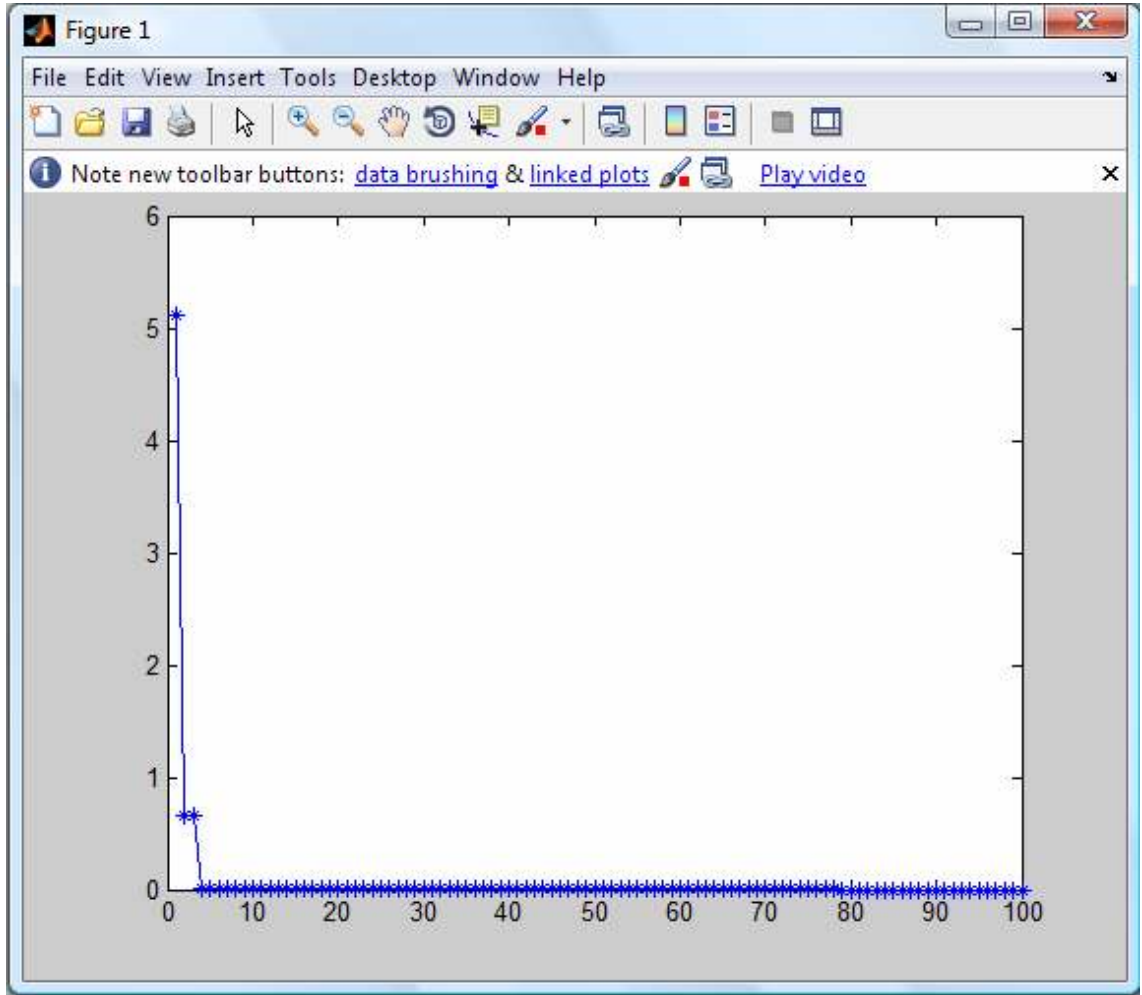 Figure 1
File Edit View Insert Tools Desktop Window Help
Note new toolbar buttons: data brushing & linked plots Play video
6
5
4
3
2
1
0
0 10 20 30 40 50 60 70 80 90 100